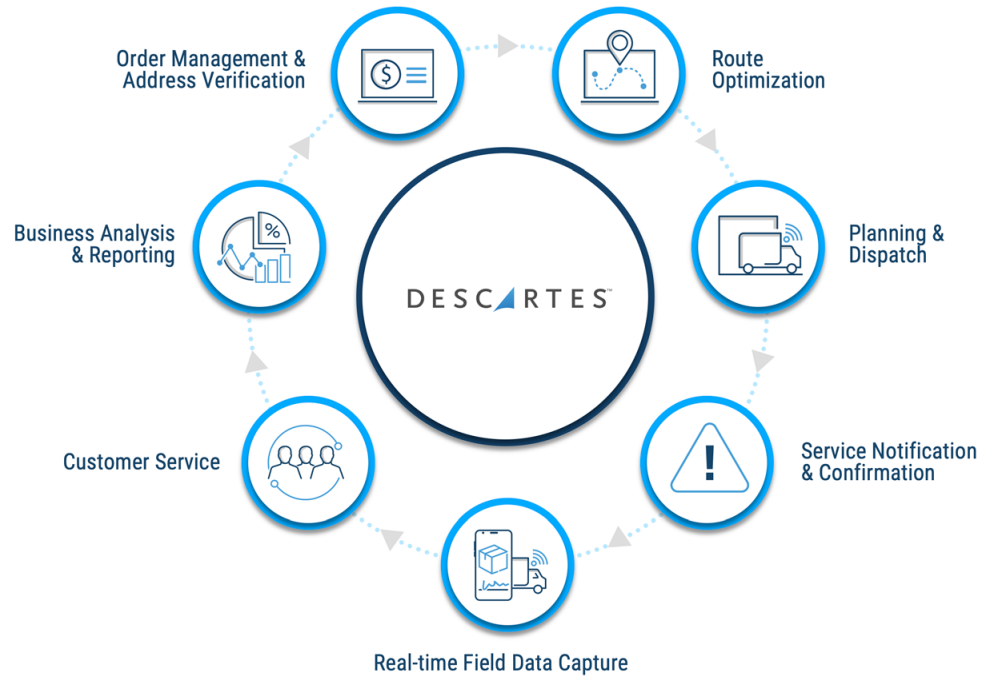 Order Management &
Address Verification
Route
Optimization
$
Business Analysis
& Reporting
%
Planning &
Dispatch
DESCARTES™
Customer Service
!
Service Notification
& Confirmation
Real-time Field Data Capture